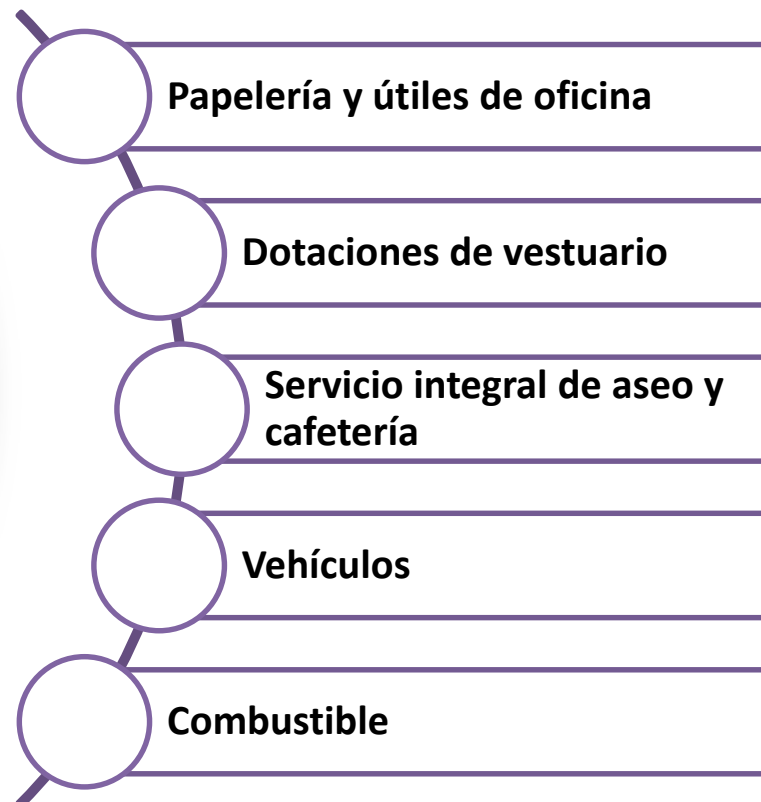 Papelería y útiles de oficina
Dotaciones de vestuario
Servicio integral de aseo y
cafetería
Vehículos
Combustible